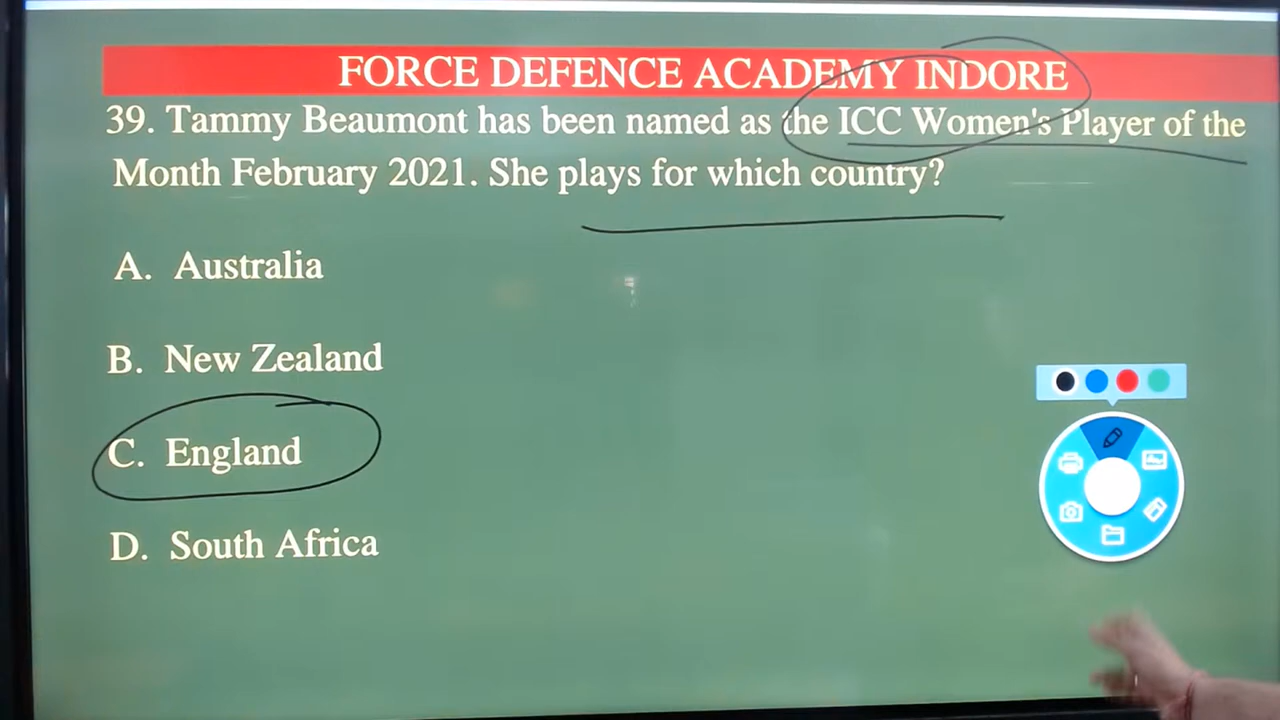 FORCE DEFENCE ACADEMY INDORE
39. Tammy Beaumont has been named as the ICC Women's Player of the
Month February 2021. She plays for which country?
A. Australia
B. New Zealand
C. England
D. South Africa